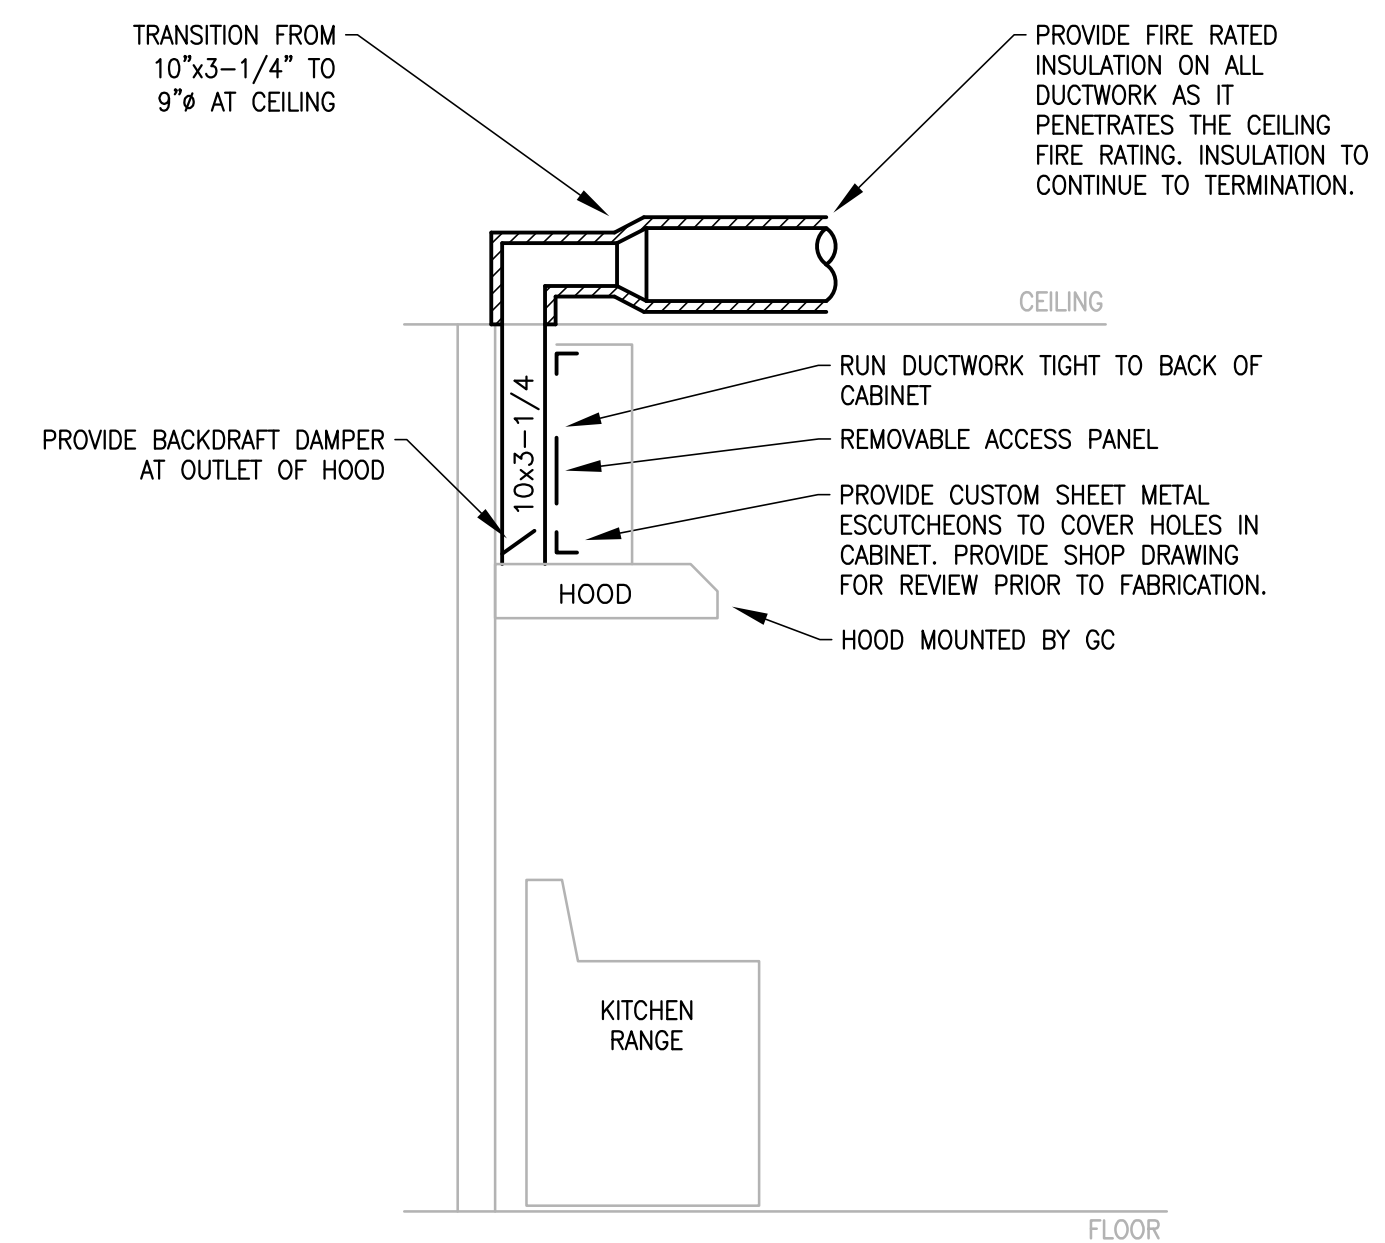 TRANSITION FROM
10"x3-1/4" TO
9"ø AT CEILING
PROVIDE FIRE RATED
INSULATION ON ALL
DUCTWORK AS IT
PENETRATES THE CEILING
FIRE RATING. INSULATION TO
CONTINUE TO TERMINATION.
CEILING
RUN DUCTWORK TIGHT TO BACK OF
CABINET
REMOVABLE ACCESS PANEL
PROVIDE BACKDRAFT DAMPER
AT OUTLET OF HOOD
10x3-1/4
PROVIDE CUSTOM SHEET METAL
ESCUTCHEONS TO COVER HOLES IN
CABINET. PROVIDE SHOP DRAWING
FOR REVIEW PRIOR TO FABRICATION.
HOOD
HOOD MOUNTED BY GC
KITCHEN
RANGE
FLOOR